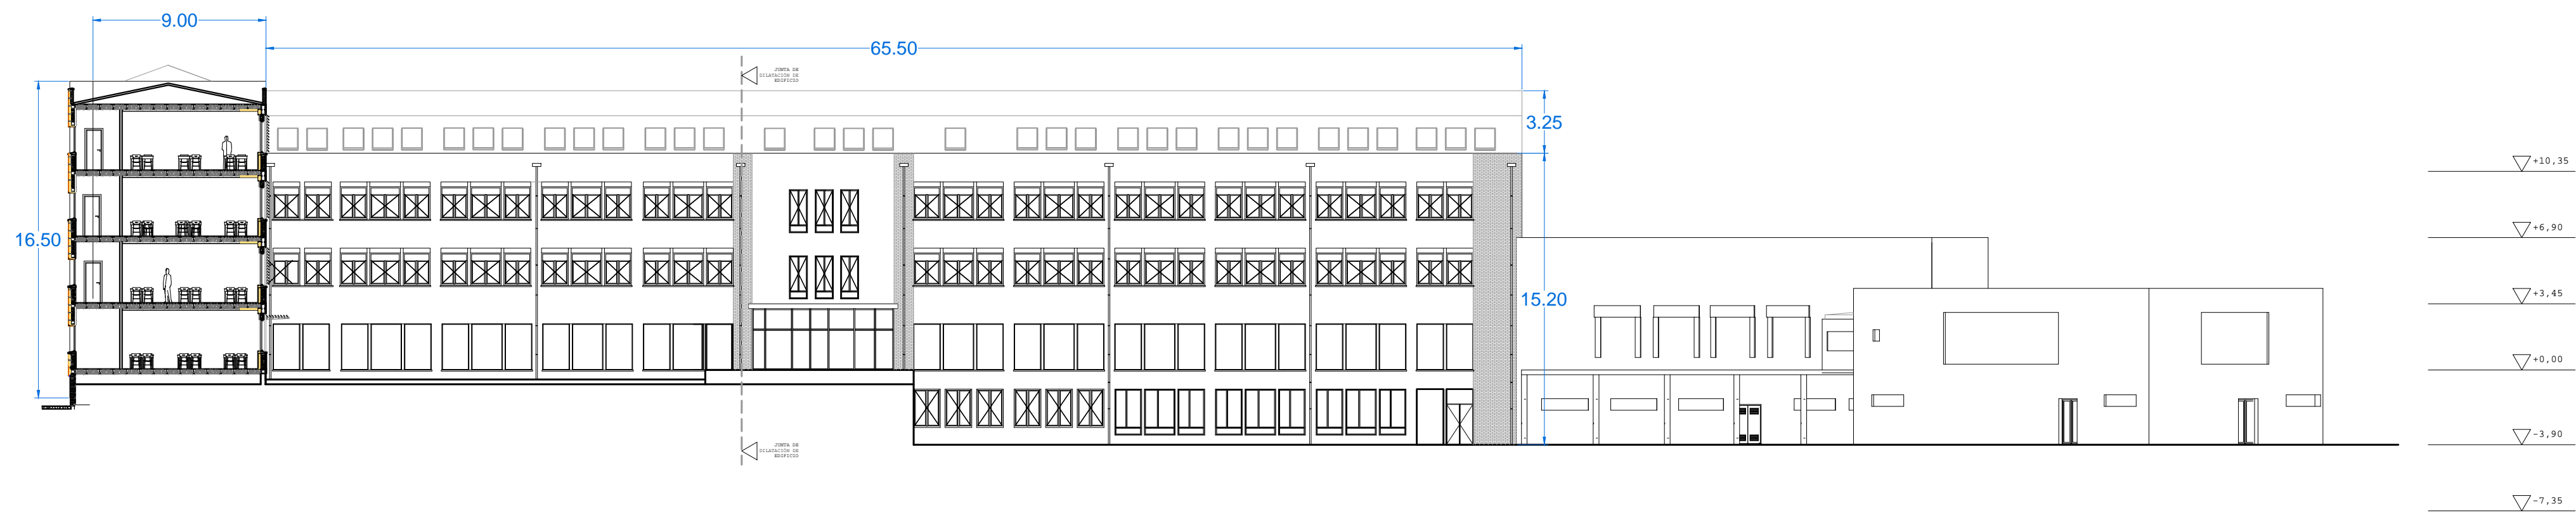 9.00
65.50
JUNTA DE
DILATACIÓN DE
EDIFICIO
3.25
16.50
15.20
+10,35
+6,90
+3,45
+0,00
-3,90
-7,35
JUNTA DE
DILATACIÓN DE
EDIFICIO